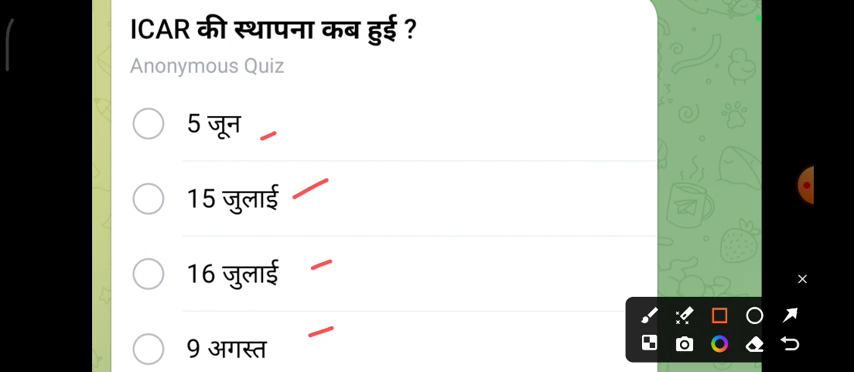 ICAR की स्थापना कब हुई ?
Anonymous Quiz
5 जून
15 जुलाई
16 जुलाई
9 अगस्त